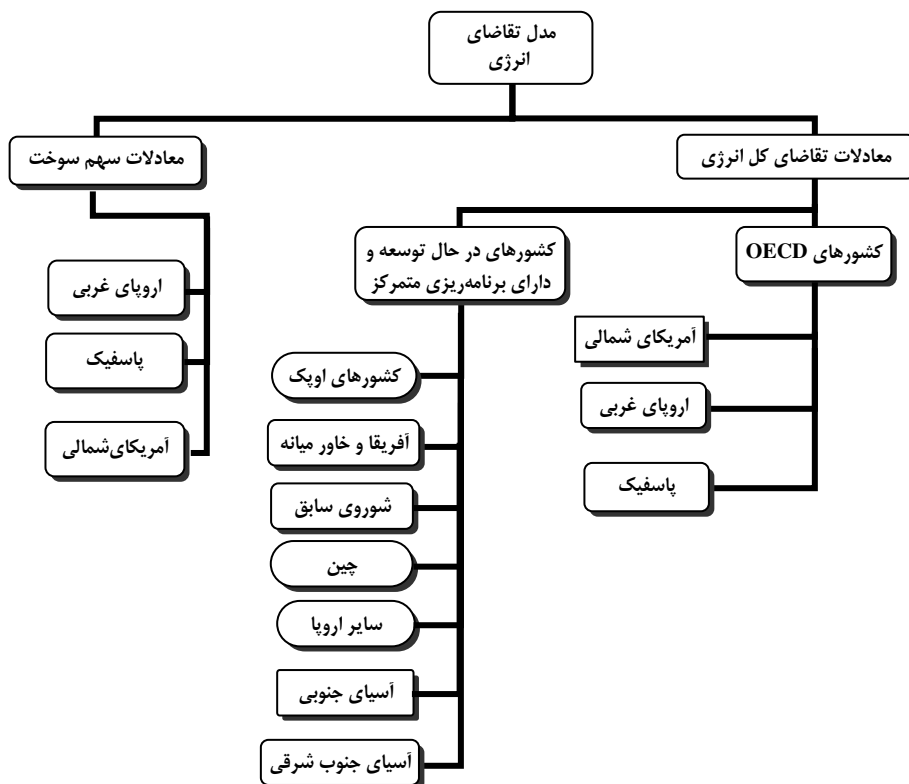 مدل تقاضای
انرژی
معادلات تقاضای کل انرژی
معادلات سهم سوخت
کشورهای OECD
آمریکای شمالی
اروپای غربی
پاسفیک
کشورهای در حال توسعه و
دارای برنامه‌ریزی متمرکز
کشورهای اوپک
آفریقا و خاور میانه
شوروی سابق
چین
سایر اروپا
آسیای جنوبی
آسیای جنوب شرقی
اروپای غربی
پاسفیک
آمریکای‌شمالی